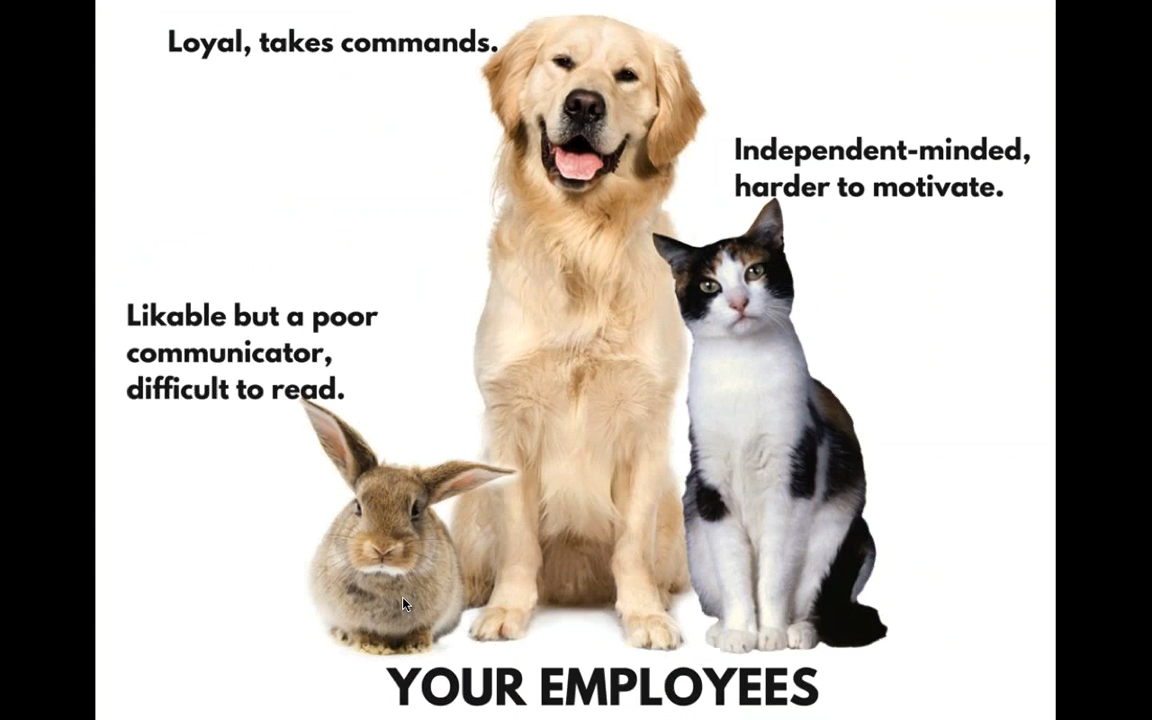 Loyal, takes commands.
Independent-minded,
harder to motivate.
Likable but a poor
communicator,
difficult to read.
YOUR EMPLOYEES